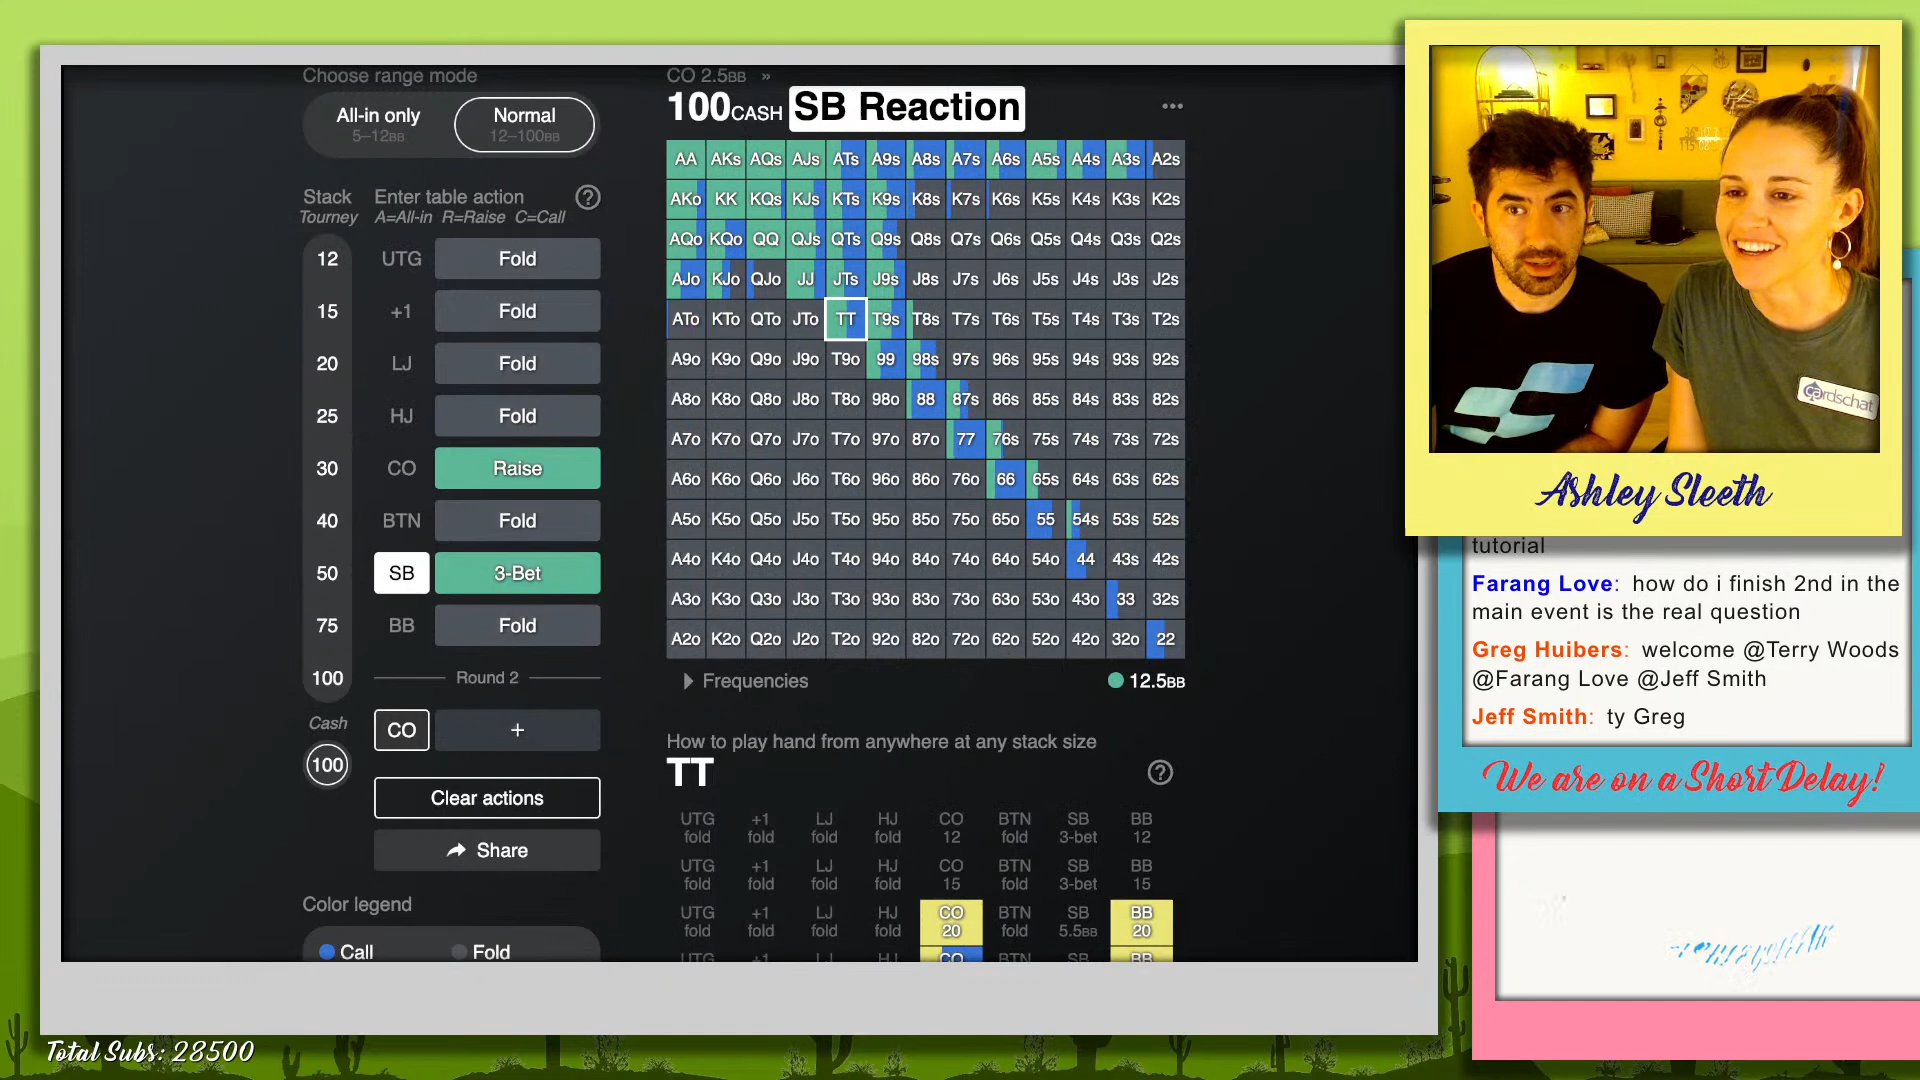 Choose range mode
All-in only
5–12BB
Normal
12–100BB
Stack
Tourney
Enter table action
A=All-in R=Raise C=Call
?
12 UTG Fold
15 +1 Fold
20 LJ Fold
25 HJ Fold
30 CO Raise
40 BTN Fold
50 SB 3-Bet
75 BB Fold
100
Round 2
Cash
100
CO +
Clear actions
Share
Color legend
Call Fold
CO 2.5BB »
100CASH SB Reaction
AA AKs AQs AJs ATs A9s A8s A7s A6s A5s A4s A3s A2s
AKo KK KQs KJs KTs K9s K8s K7s K6s K5s K4s K3s K2s
AQo KQo QQ QJs QTs Q9s Q8s Q7s Q6s Q5s Q4s Q3s Q2s
AJo KJo QJo JJ JTs J9s J8s J7s J6s J5s J4s J3s J2s
ATo KTo QTo JTo TT T9s T8s T7s T6s T5s T4s T3s T2s
A9o K9o Q9o J9o T9o 99 98s 97s 96s 95s 94s 93s 92s
A8o K8o Q8o J8o T8o 98o 88 87s 86s 85s 84s 83s 82s
A7o K7o Q7o J7o T7o 97o 87o 77 76s 75s 74s 73s 72s
A6o K6o Q6o J6o T6o 96o 86o 76o 66 65s 64s 63s 62s
A5o K5o Q5o J5o T5o 95o 85o 75o 65o 55 54s 53s 52s
A4o K4o Q4o J4o T4o 94o 84o 74o 64o 54o 44 43s 42s
A3o K3o Q3o J3o T3o 93o 83o 73o 63o 53o 43o 33 32s
A2o K2o Q2o J2o T2o 92o 82o 72o 62o 52o 42o 32o 22
Frequencies
12.5BB
How to play hand from anywhere at any stack size
TT
?
UTG +1 LJ HJ CO BTN SB BB
fold fold fold fold 12 fold 3-bet 12
UTG +1 LJ HJ CO BTN SB BB
fold fold fold fold 15 fold 3-bet 15
UTG +1 LJ HJ CO BTN SB BB
fold fold fold fold 20 fold 5.5BB 20
UTG +1 LJ HJ CO BTN SB BB
cardschat
Ashley Sleeth
tutorial
Farang Love: how do i finish 2nd in the
main event is the real question
Greg Huibers: welcome @Terry Woods
@Farang Love @Jeff Smith
Jeff Smith: ty Greg
We are on a Short Delay!
Total Subs: 28500